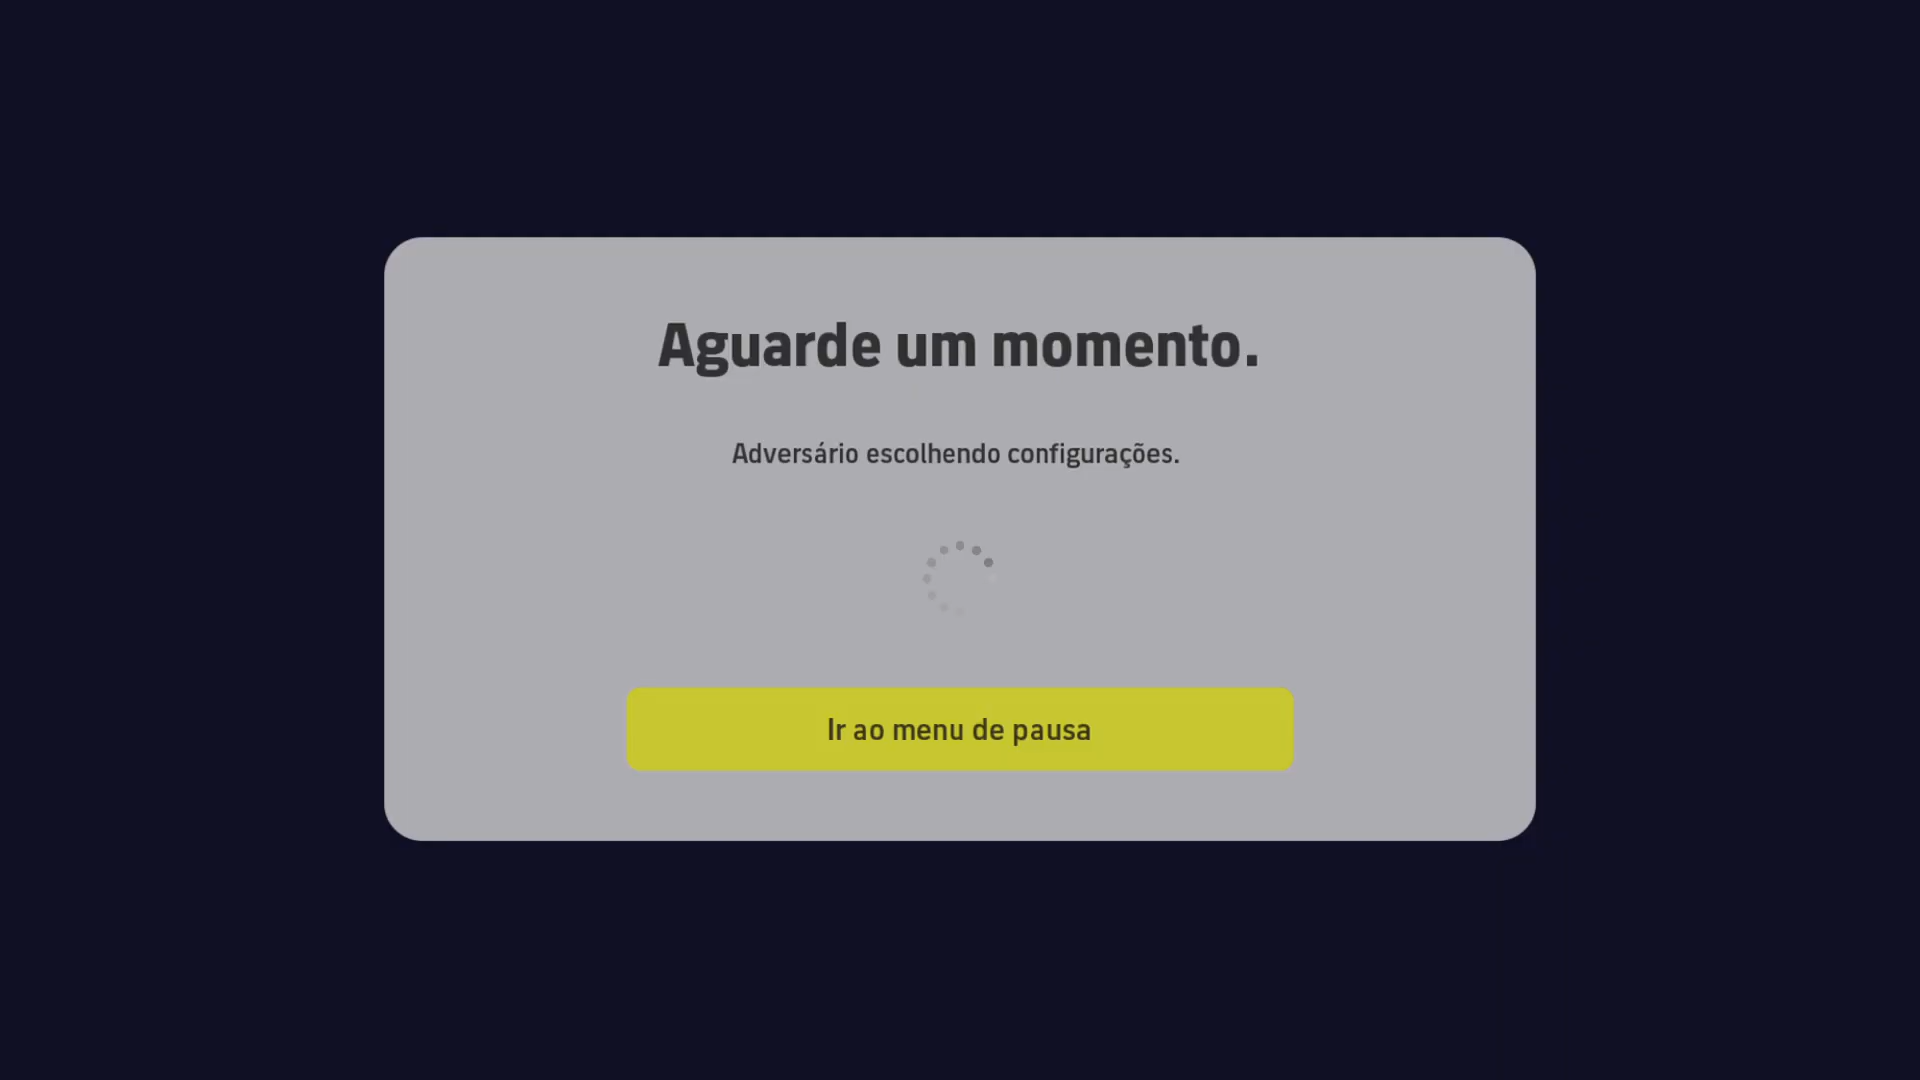 Aguarde um momento.
Adversário escolhendo configurações.
Ir ao menu de pausa